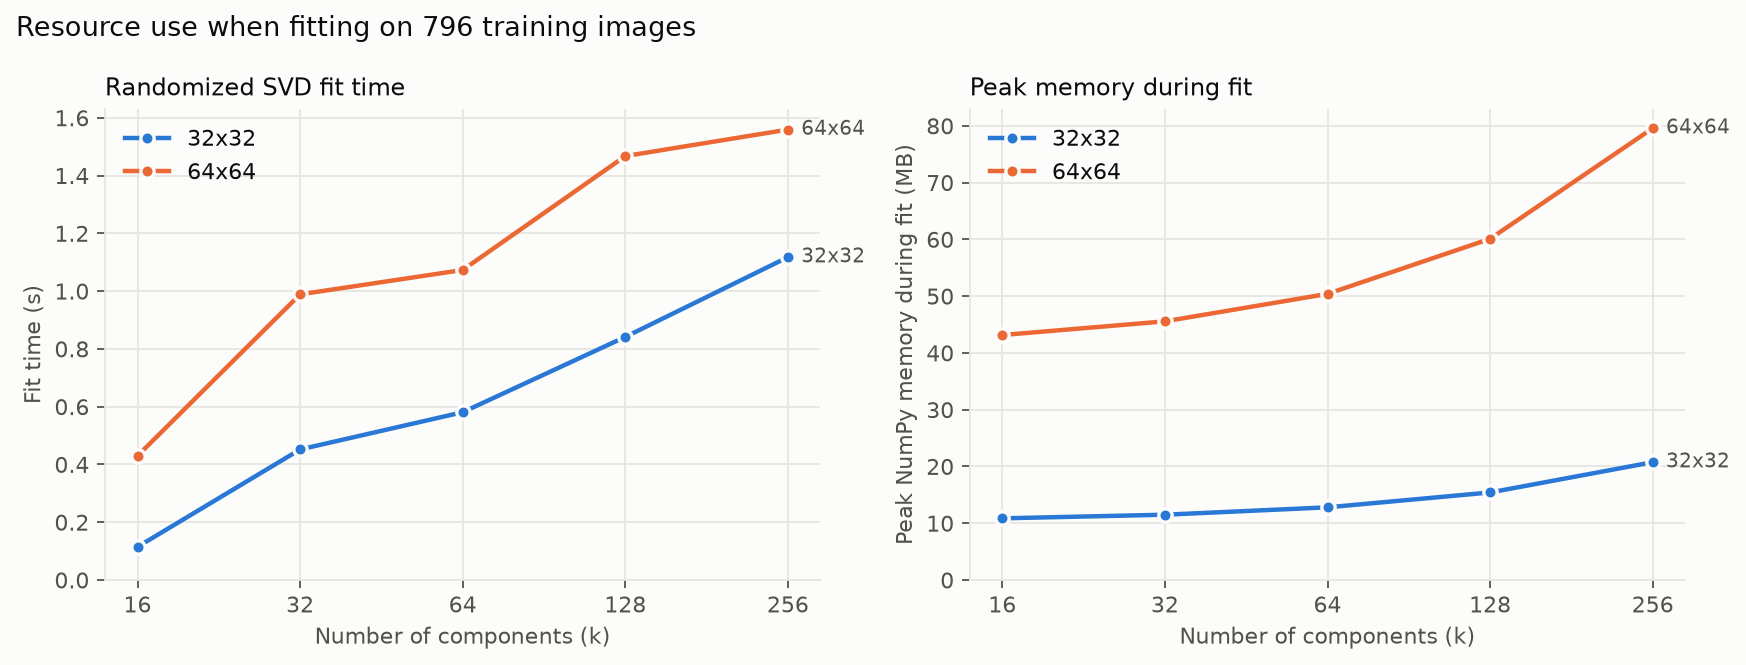 Resource use when fitting on 796 training images
Randomized SVD fit time
32x32
64x64
Fit time (s)
1.6
1.4
1.2
1.0
0.8
0.6
0.4
0.2
0.0
64x64
32x32
16 32 64 128 256
Number of components (k)
Peak memory during fit
32x32
64x64
Peak NumPy memory during fit (MB)
80
70
60
50
40
30
20
10
0
64x64
32x32
16 32 64 128 256
Number of components (k)